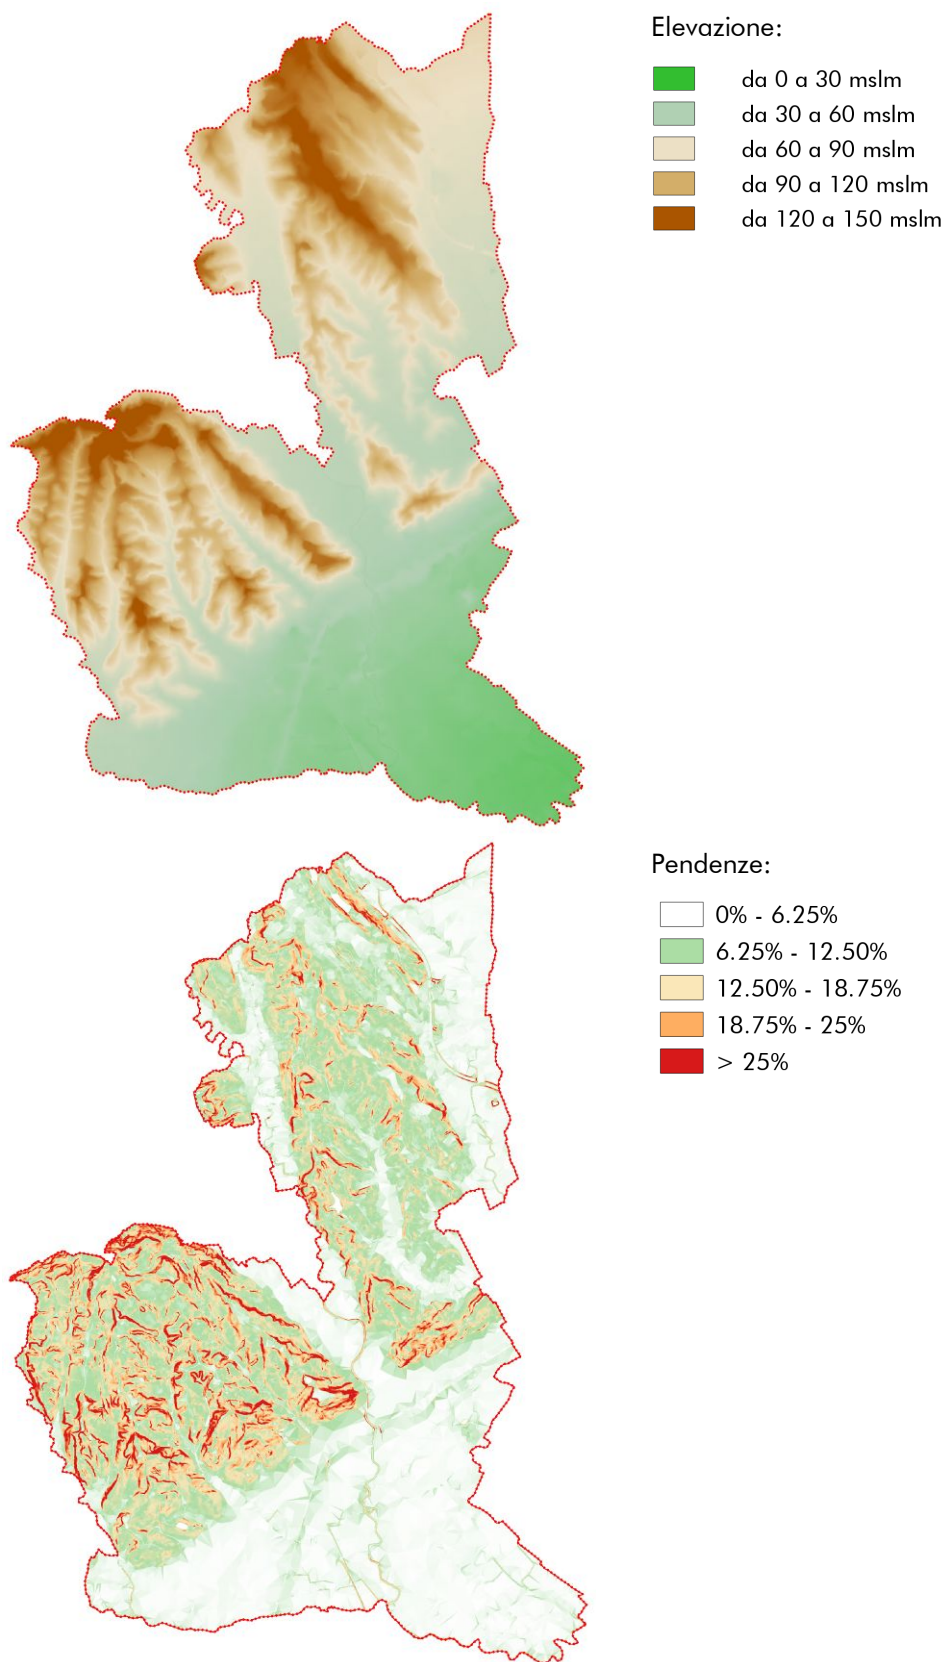 Elevazione:
da 0 a 30 mslm
da 30 a 60 mslm
da 60 a 90 mslm
da 90 a 120 mslm
da 120 a 150 mslm
Pendenze:
0% - 6.25%
6.25% - 12.50%
12.50% - 18.75%
18.75% - 25%
> 25%